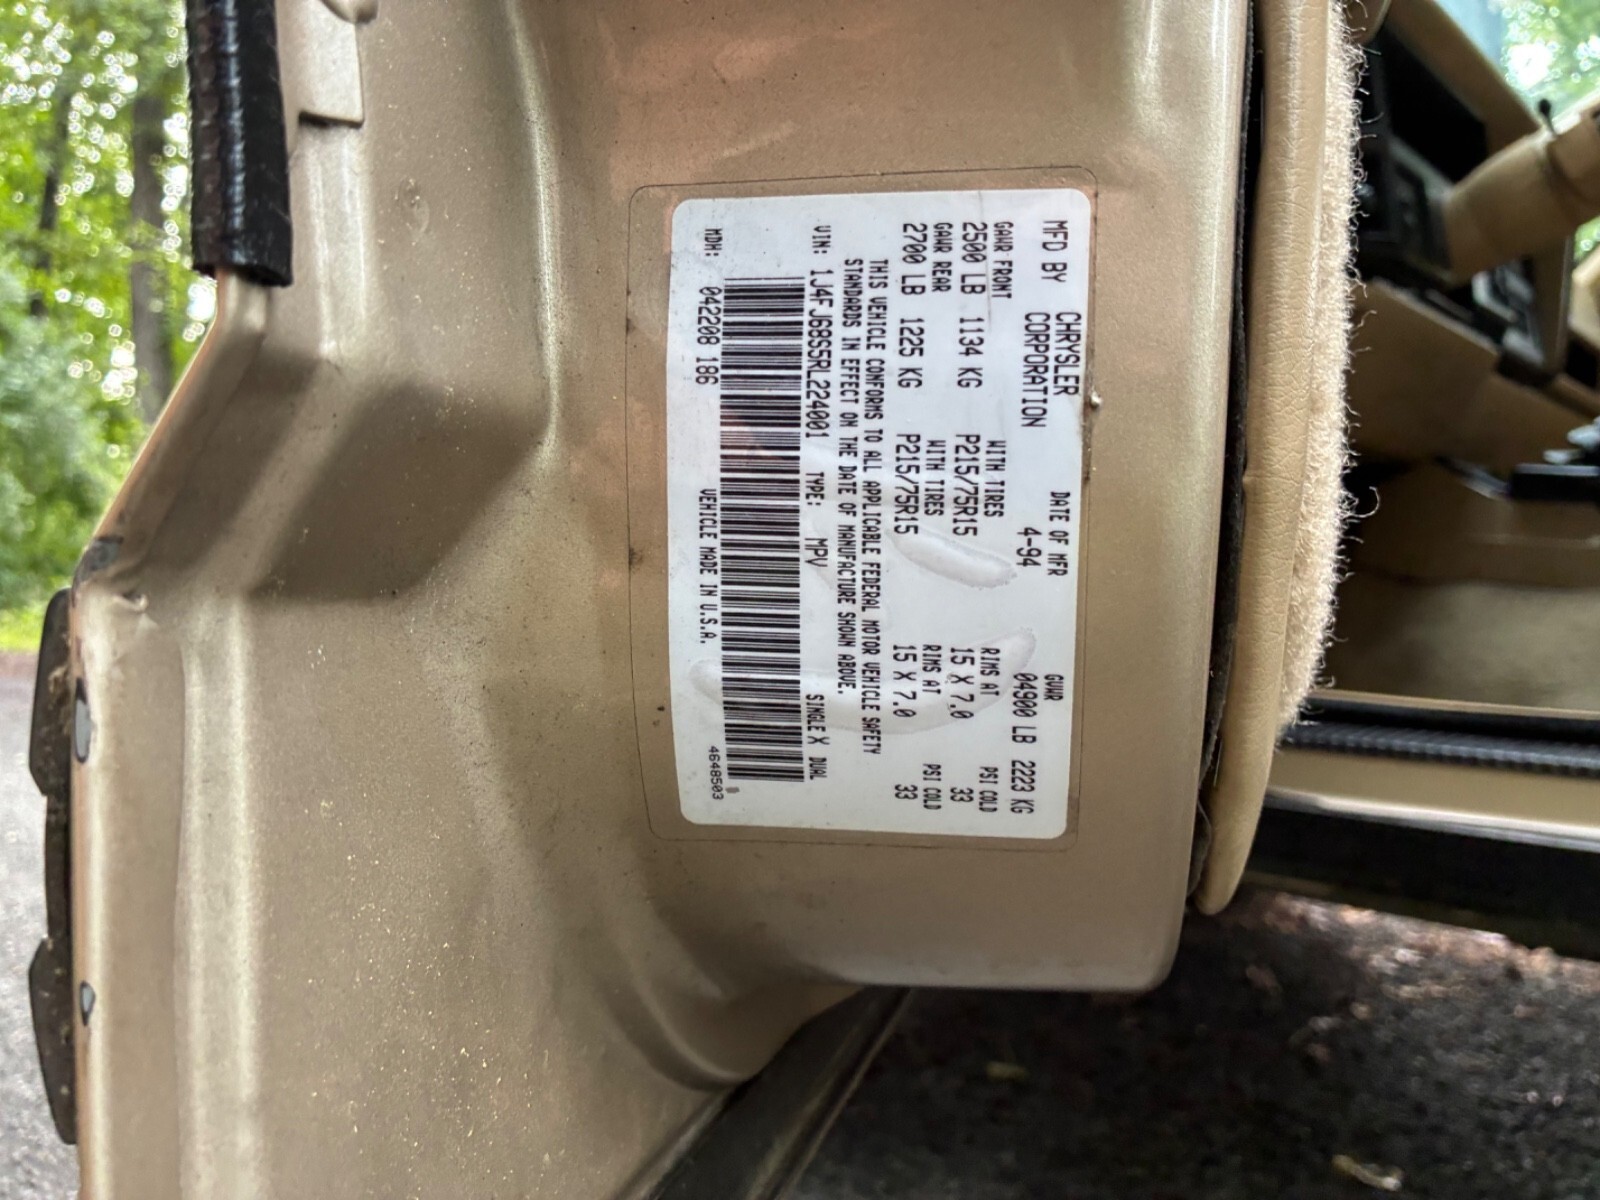 MFD BY CHRYSLER CORPORATION DATE OF MFR 4-94 GVWR 04900 LB 2223 KG
GAWR FRONT WITH TIRES RIMS AT PSI COLD
2500 LB 1134 KG P215/75R15 15 X 7.0 33
GAWR REAR WITH TIRES RIMS AT PSI COLD
2700 LB 1225 KG P215/75R15 15 X 7.0 33
THIS VEHICLE CONFORMS TO ALL APPLICABLE FEDERAL MOTOR VEHICLE SAFETY
STANDARDS IN EFFECT ON THE DATE OF MANUFACTURE SHOWN ABOVE.
VIN: 1J4FJ68S5RL224001 TYPE: MPV SINGLE X DUAL
MDH: 042208 186 VEHICLE MADE IN U.S.A. 4648503